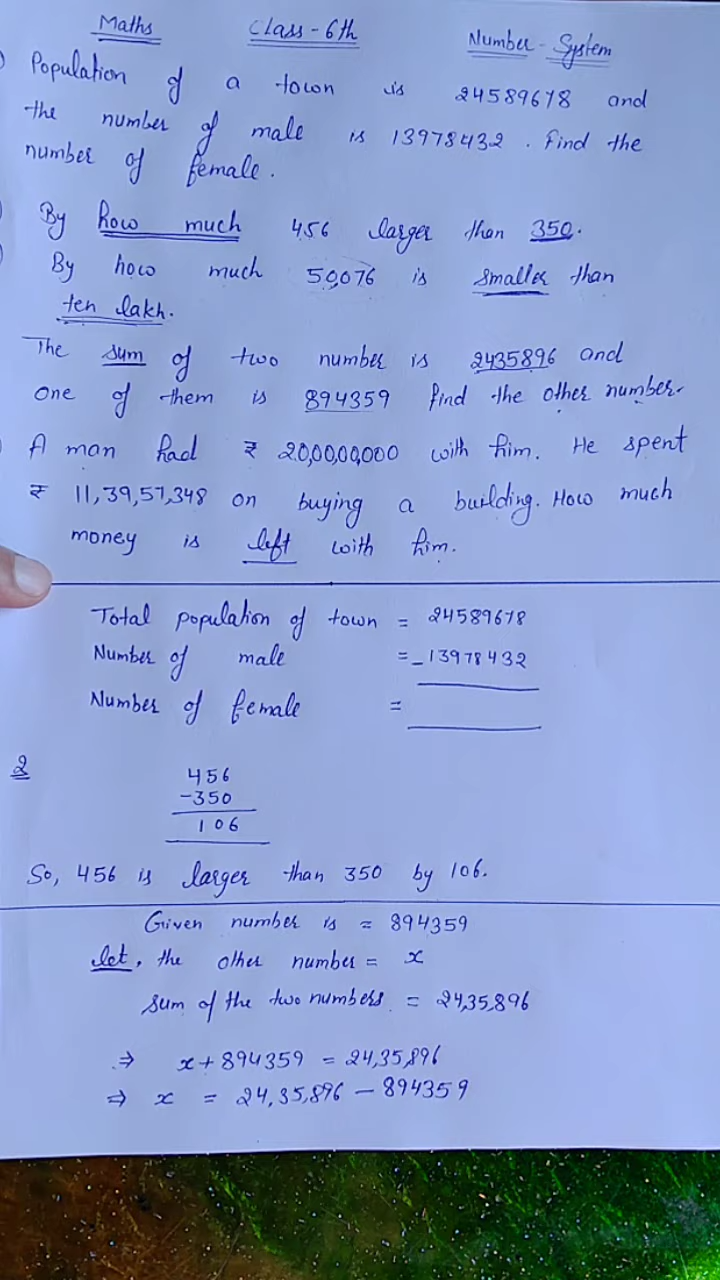 Maths Class-6th Number-System
Population of a town is 24589678 and
the number of male is 13978432. Find the
number of female.
By how much 456 larger than 350.
By how much 50,076 is smaller than
ten lakh.
The sum of two number is 2435896 and
one of them is 894359 find the other number.
A man had ₹ 20,00,00,000 with him. He spent
₹ 11,39,57,348 on buying a building. How much
money is left with him.
Total population of town = 24589678
Number of male = - 13978432
Number of female =
2
456
-350
106
So, 456 is larger than 350 by 106.
Given number is = 894359
let, the other number = x
sum of the two numbers = 24,35,896
⇒ x + 894359 = 24,35,896
⇒ x = 24,35,896 - 894359